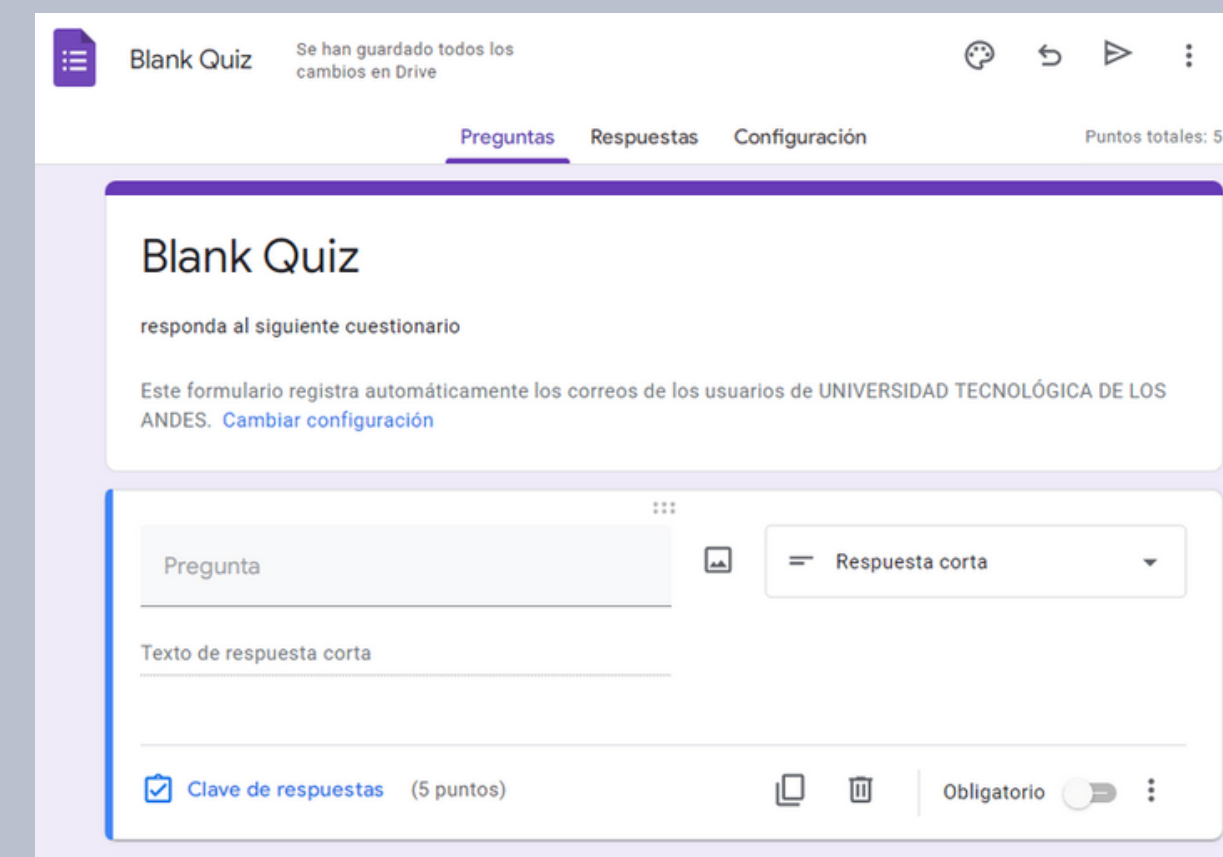 Blank Quiz
Se han guardado todos los
cambios en Drive
Preguntas Respuestas Configuración
Puntos totales: 5
Blank Quiz
responda al siguiente cuestionario
Este formulario registra automáticamente los correos de los usuarios de UNIVERSIDAD TECNOLÓGICA DE LOS
ANDES. Cambiar configuración
Pregunta
Respuesta corta
Texto de respuesta corta
Clave de respuestas (5 puntos)
Obligatorio